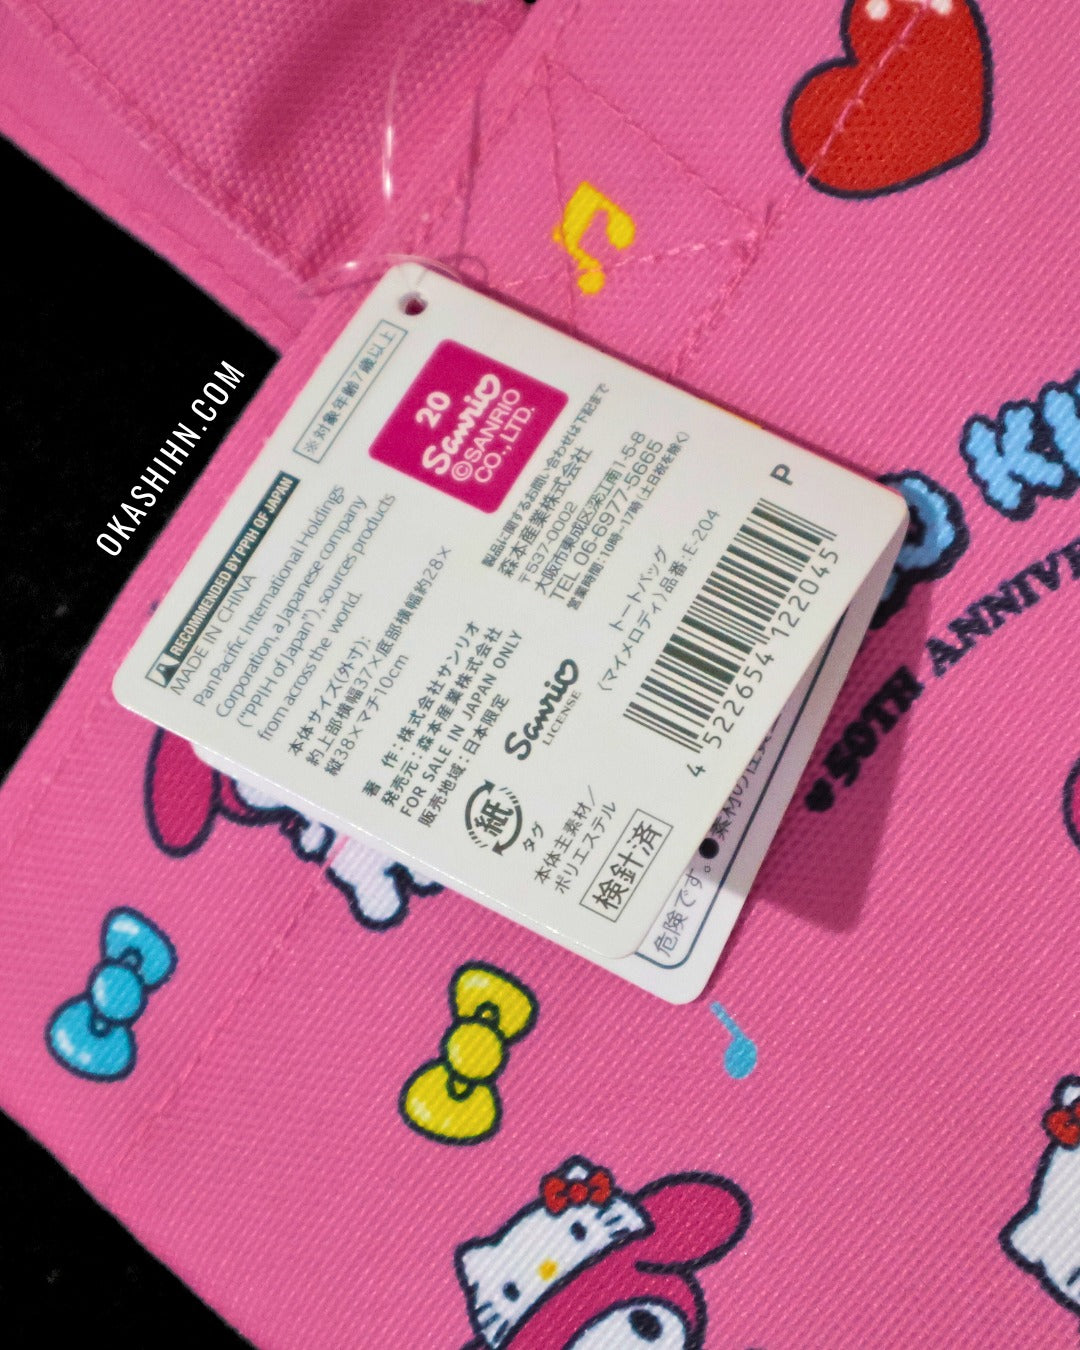 OKASHIHN.COM
※対象年齢7歳以上
20
Sanrio
©SANRIO
CO., LTD.
RECOMMENDED BY PPIH OF JAPAN
MADE IN CHINA
PanPacific International Holdings
Corporation, a Japanese company
("PPIH of Japan"), sources products
from across the world.
製品に関するお問い合わせは下記まで
森本産業株式会社
〒537-0002
大阪市東成区深江南1-5-8
TEL 06-6977-5665
営業時間:10時~17時(土日祝を除く)
本体サイズ(外寸):
約上部横幅37×底部横幅約28×
縦38×マチ10cm
著 作:株式会社サンリオ
発売元:森本産業株式会社
FOR SALE IN JAPAN ONLY
販売地域:日本限定
Sanrio
LICENSE
トートバッグ
(マイメロディ)品番:E-204
P
4 522654 112045
紙
タグ
本体主素材/
ポリエステル
検針済
危険です。
KI
50TH ANNIVE